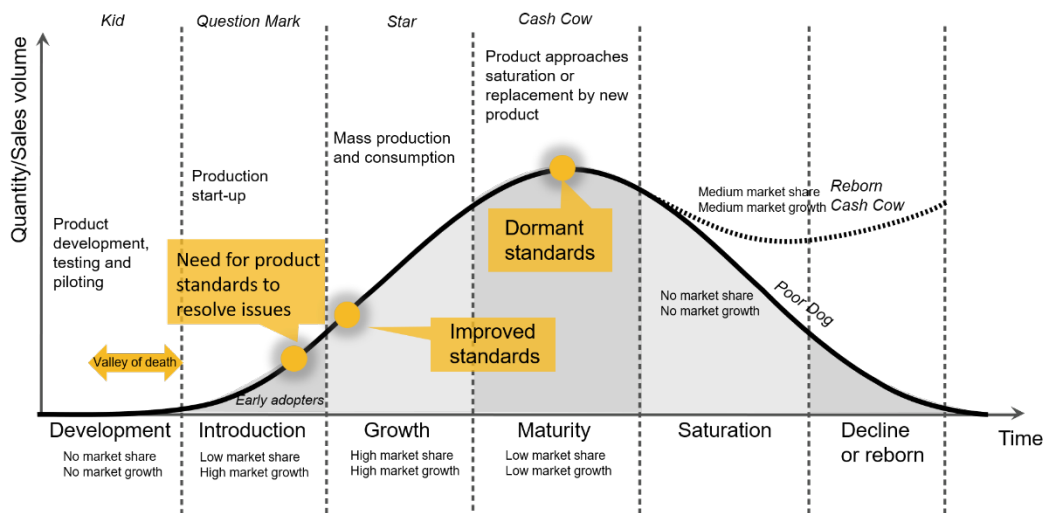 Kid
Question Mark
Star
Cash Cow
Quantity/Sales volume
Product approaches
saturation or
replacement by new
product
Mass production
and consumption
Production
start-up
Product
development,
testing and
piloting
Medium market share
Medium market growth
Reborn
Cash Cow
Dormant
standards
Need for product
standards to
resolve issues
Improved
standards
No market share
No market growth
Poor Dog
Valley of death
Early adopters
Development
No market share
No market growth
Introduction
Low market share
High market growth
Growth
High market share
High market growth
Maturity
Low market share
Low market growth
Saturation
Decline
or reborn
Time